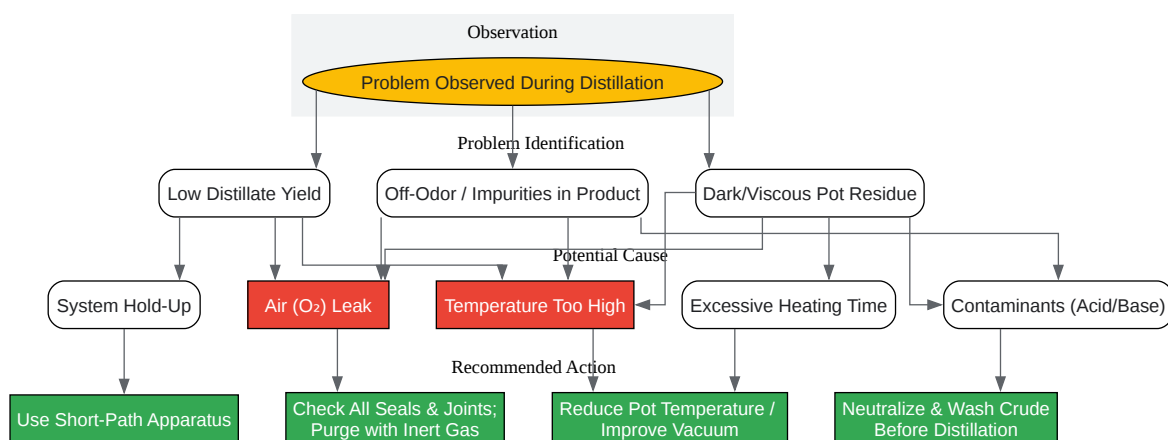 Observation
Problem Observed During Distillation
Problem Identification
Low Distillate Yield
Off-Odor / Impurities in Product
Dark/Viscous Pot Residue
Potential Cause
System Hold-Up
Air (O₂) Leak
Temperature Too High
Excessive Heating Time
Contaminants (Acid/Base)
Recommended Action
Use Short-Path Apparatus
Check All Seals & Joints;
Purge with Inert Gas
Reduce Pot Temperature /
Improve Vacuum
Neutralize & Wash Crude
Before Distillation